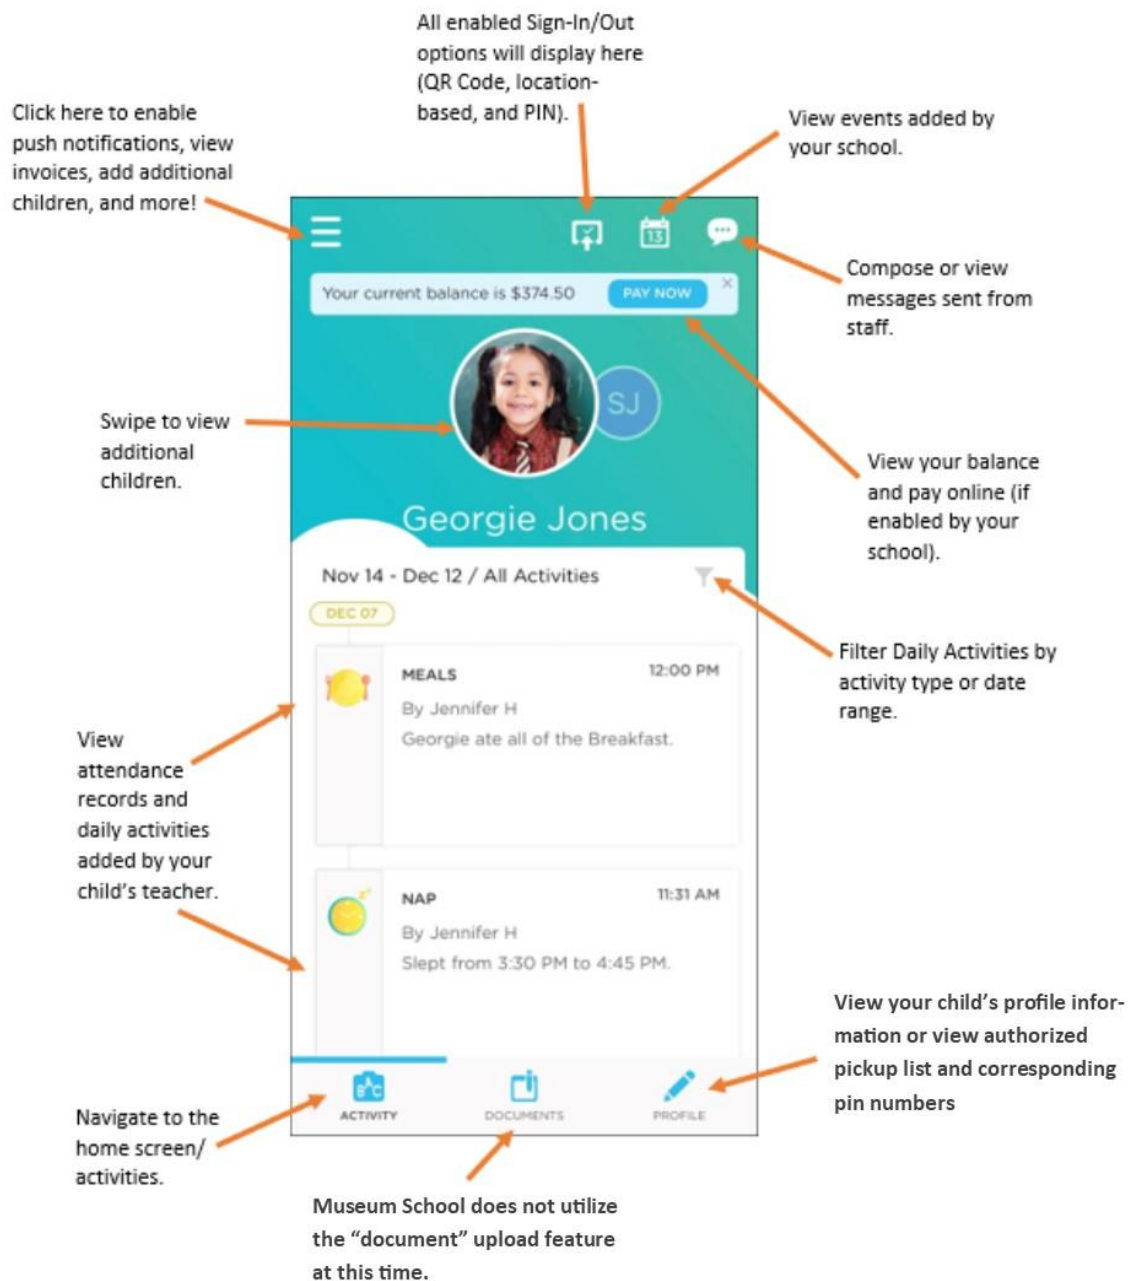 All enabled Sign-In/Out
options will display here
(QR Code, location-
based, and PIN).
Click here to enable
push notifications, view
invoices, add additional
children, and more!
View events added by
your school.
13
Compose or view
messages sent from
staff.
Your current balance is $374.50
PAY NOW
SJ
Swipe to view
additional
children.
View your balance
and pay online (if
enabled by your
school).
Georgie Jones
Nov 14 - Dec 12 / All Activities
DEC 07
Filter Daily Activities by
activity type or date
range.
MEALS
12:00 PM
By Jennifer H
Georgie ate all of the Breakfast.
View
attendance
records and
daily activities
added by your
child's teacher.
NAP
11:31 AM
By Jennifer H
Slept from 3:30 PM to 4:45 PM.
View your child's profile infor-
mation or view authorized
pickup list and corresponding
pin numbers
ABC
ACTIVITY
DOCUMENTS
PROFILE
Navigate to the
home screen/
activities.
Museum School does not utilize
the "document" upload feature
at this time.